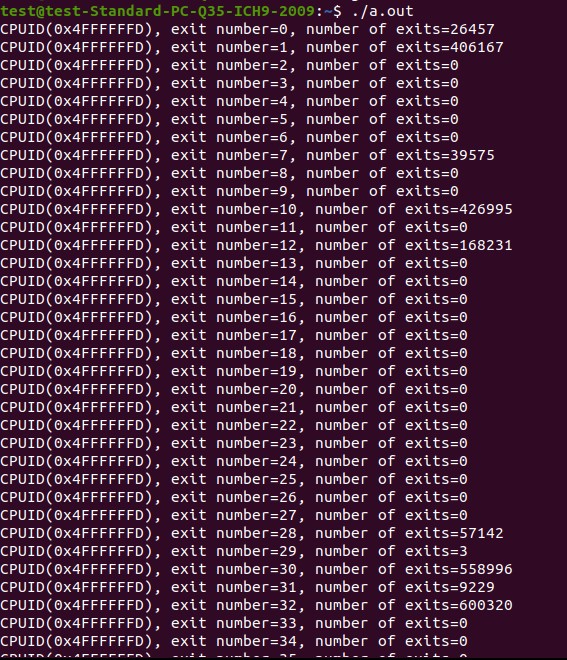 test@test-Standard-PC-Q35-ICH9-2009:~$ ./a.out
CPUID(0x4FFFFFFD), exit number=0, number of exits=26457
CPUID(0x4FFFFFFD), exit number=1, number of exits=406167
CPUID(0x4FFFFFFD), exit number=2, number of exits=0
CPUID(0x4FFFFFFD), exit number=3, number of exits=0
CPUID(0x4FFFFFFD), exit number=4, number of exits=0
CPUID(0x4FFFFFFD), exit number=5, number of exits=0
CPUID(0x4FFFFFFD), exit number=6, number of exits=0
CPUID(0x4FFFFFFD), exit number=7, number of exits=39575
CPUID(0x4FFFFFFD), exit number=8, number of exits=0
CPUID(0x4FFFFFFD), exit number=9, number of exits=0
CPUID(0x4FFFFFFD), exit number=10, number of exits=426995
CPUID(0x4FFFFFFD), exit number=11, number of exits=0
CPUID(0x4FFFFFFD), exit number=12, number of exits=168231
CPUID(0x4FFFFFFD), exit number=13, number of exits=0
CPUID(0x4FFFFFFD), exit number=14, number of exits=0
CPUID(0x4FFFFFFD), exit number=15, number of exits=0
CPUID(0x4FFFFFFD), exit number=16, number of exits=0
CPUID(0x4FFFFFFD), exit number=17, number of exits=0
CPUID(0x4FFFFFFD), exit number=18, number of exits=0
CPUID(0x4FFFFFFD), exit number=19, number of exits=0
CPUID(0x4FFFFFFD), exit number=20, number of exits=0
CPUID(0x4FFFFFFD), exit number=21, number of exits=0
CPUID(0x4FFFFFFD), exit number=22, number of exits=0
CPUID(0x4FFFFFFD), exit number=23, number of exits=0
CPUID(0x4FFFFFFD), exit number=24, number of exits=0
CPUID(0x4FFFFFFD), exit number=25, number of exits=0
CPUID(0x4FFFFFFD), exit number=26, number of exits=0
CPUID(0x4FFFFFFD), exit number=27, number of exits=0
CPUID(0x4FFFFFFD), exit number=28, number of exits=57142
CPUID(0x4FFFFFFD), exit number=29, number of exits=3
CPUID(0x4FFFFFFD), exit number=30, number of exits=558996
CPUID(0x4FFFFFFD), exit number=31, number of exits=9229
CPUID(0x4FFFFFFD), exit number=32, number of exits=600320
CPUID(0x4FFFFFFD), exit number=33, number of exits=0
CPUID(0x4FFFFFFD), exit number=34, number of exits=0